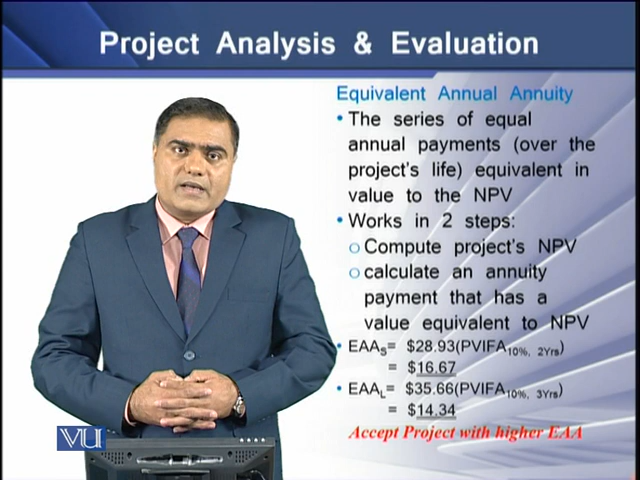 Project Analysis & Evaluation
Equivalent Annual Annuity
• The series of equal
annual payments (over the
project's life) equivalent in
value to the NPV
• Works in 2 steps:
o Compute project's NPV
o calculate an annuity
payment that has a
value equivalent to NPV
• EAAS= $28.93(PVIFA10%, 2Yrs)
= $16.67
• EAAL= $35.66(PVIFA10%, 3Yrs)
= $14.34
Accept Project with higher EAA
VU